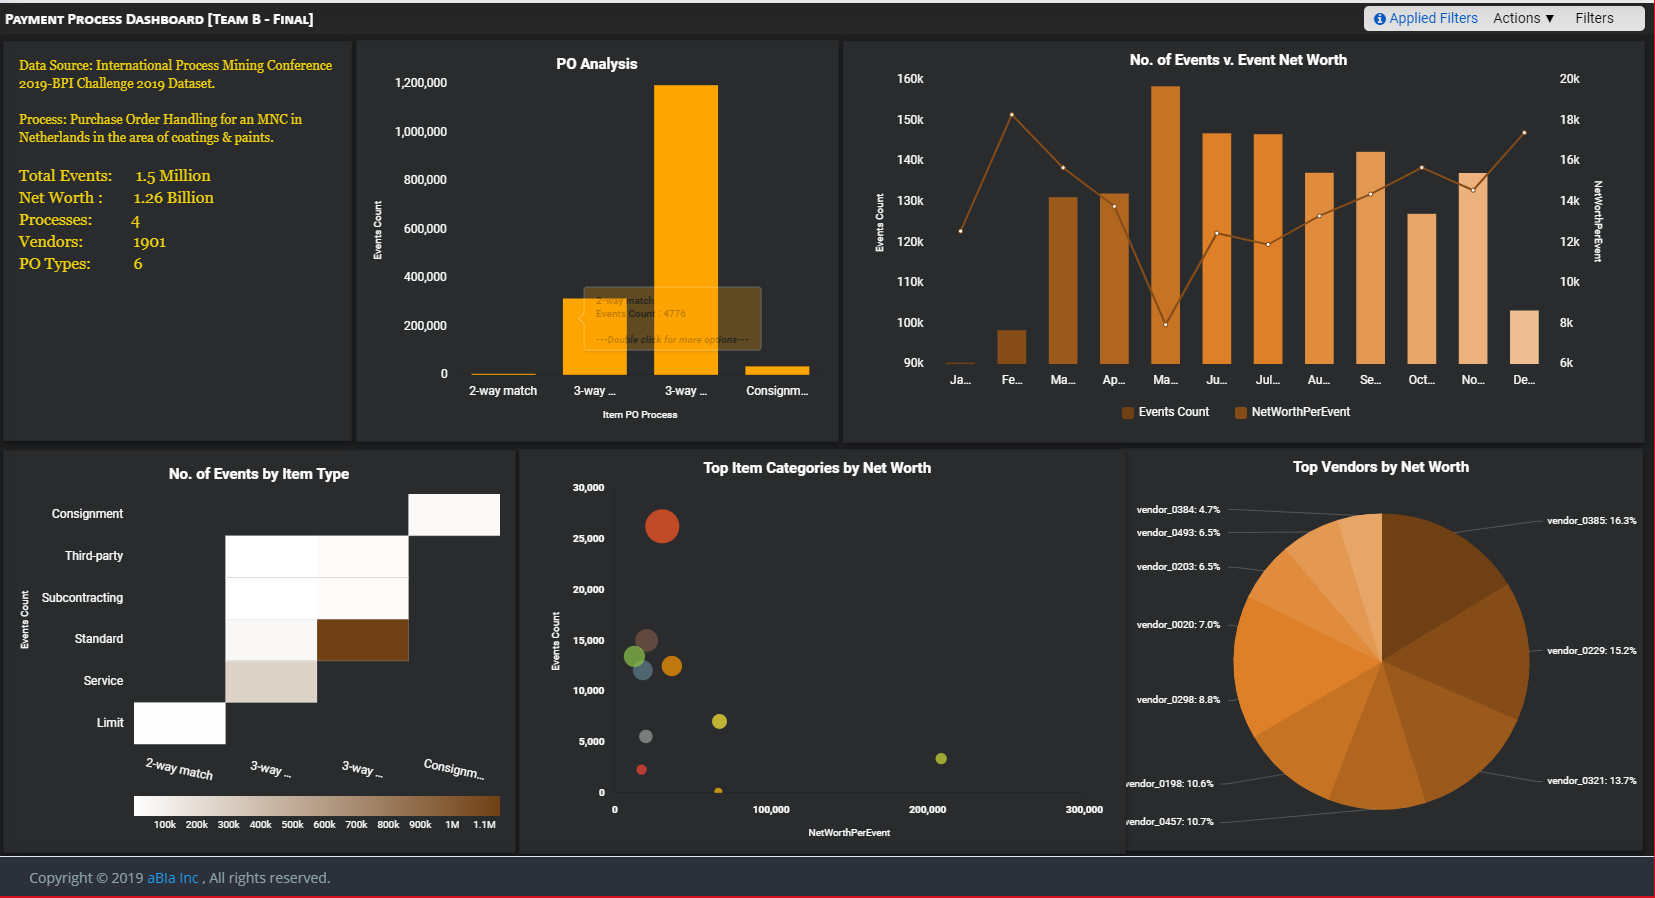 Payment Process Dashboard [Team B - Final]
Applied Filters Actions ▼ Filters
Data Source: International Process Mining Conference
2019-BPI Challenge 2019 Dataset.
Process: Purchase Order Handling for an MNC in
Netherlands in the area of coatings & paints.
Total Events: 1.5 Million
Net Worth : 1.26 Billion
Processes: 4
Vendors: 1901
PO Types: 6
PO Analysis
1,200,000
1,000,000
800,000
600,000
400,000
200,000
0
Events Count
2-way match
Events Count : 4776
---Double click for more options---
2-way match 3-way ... 3-way ... Consignm...
Item PO Process
No. of Events v. Event Net Worth
160k
150k
140k
130k
120k
110k
100k
90k
Events Count
20k
18k
16k
14k
12k
10k
8k
6k
NetWorthPerEvent
Ja... Fe... Ma... Ap... Ma... Ju... Jul... Au... Se... Oct... No... De...
Events Count NetWorthPerEvent
No. of Events by Item Type
Events Count
Consignment
Third-party
Subcontracting
Standard
Service
Limit
2-way match 3-way ... 3-way ... Consignm...
100k 200k 300k 400k 500k 600k 700k 800k 900k 1M 1.1M
Top Item Categories by Net Worth
30,000
25,000
20,000
15,000
10,000
5,000
0
Events Count
0 100,000 200,000 300,000
NetWorthPerEvent
Top Vendors by Net Worth
vendor_0384: 4.7%
vendor_0493: 6.5%
vendor_0203: 6.5%
vendor_0020: 7.0%
vendor_0298: 8.8%
vendor_0198: 10.6%
vendor_0457: 10.7%
vendor_0385: 16.3%
vendor_0229: 15.2%
vendor_0321: 13.7%
Copyright © 2019 aBIa Inc , All rights reserved.